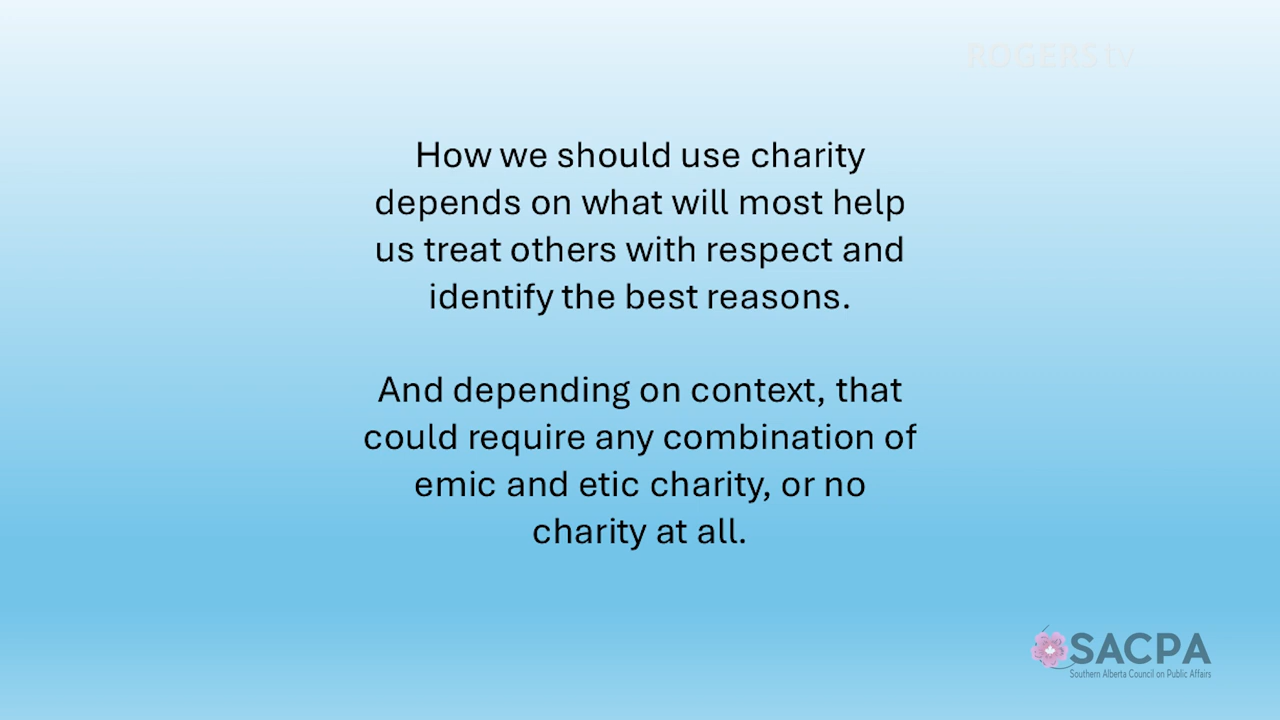 ROGERS tv
How we should use charity
depends on what will most help
us treat others with respect and
identify the best reasons.
And depending on context, that
could require any combination of
emic and etic charity, or no
charity at all.
SACPA
Southern Alberta Council on Public Affairs